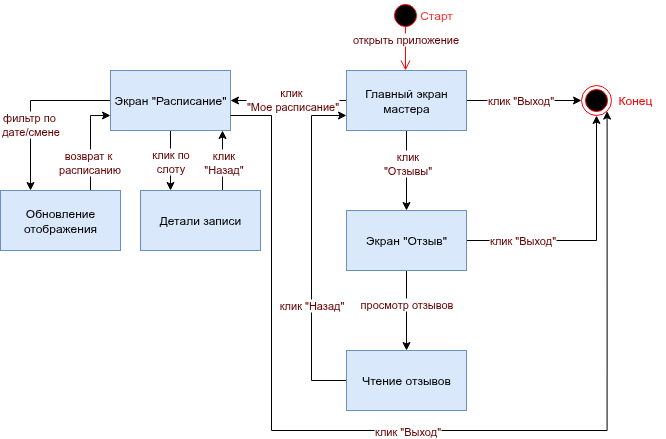 Старт
открыть приложение
Экран "Расписание"
клик
"Мое расписание"
Главный экран
мастера
клик "Выход"
Конец
фильтр по
дате/смене
возврат к
расписанию
клик по
слоту
клик
"Назад"
клик
"Отзывы"
Обновление
отображения
Детали записи
Экран "Отзыв"
клик "Выход"
клик "Назад"
просмотр отзывов
Чтение отзывов
клик "Выход"